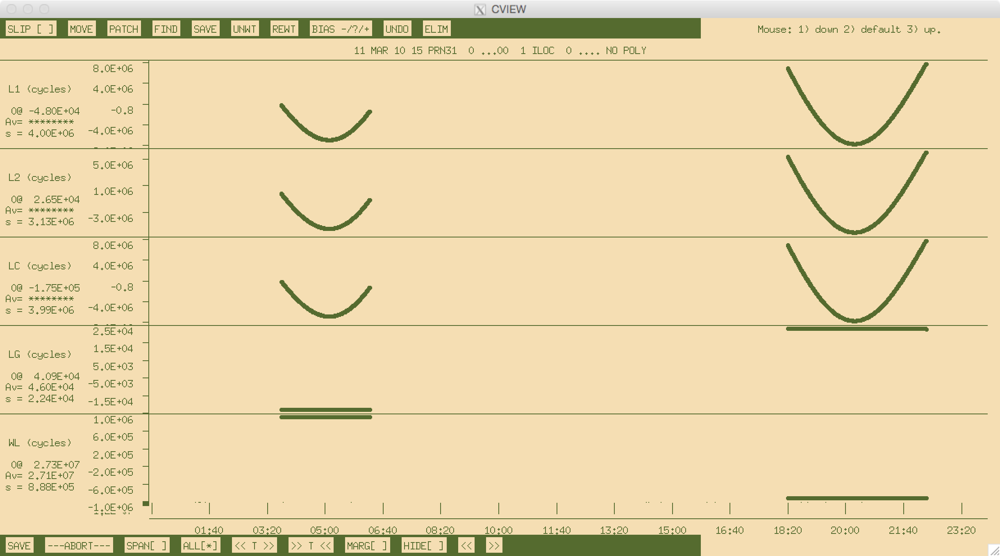 CVIEW
SLIP [ ] MOVE PATCH FIND SAVE UNWT REWT BIAS -/?/+ UNDO ELIM Mouse: 1) down 2) default 3) up.
11 MAR 10 15 PRN31 0 ...00 1 ILOC 0 .... NO POLY
8.0E+06
L1 (cycles) 4.0E+06
0@ -4.80E+04 -0.8
Av= ********
s = 4.00E+06 -4.0E+06
5.0E+06
L2 (cycles)
1.0E+06
0@ 2.65E+04
Av= ********
s = 3.13E+06 -3.0E+06
8.0E+06
LC (cycles) 4.0E+06
0@ -1.75E+05 -0.8
Av= ********
s = 3.99E+06 -4.0E+06
2.5E+04
1.5E+04
LG (cycles)
5.0E+03
0@ 4.09E+04
Av= 4.60E+04 -5.0E+03
s = 2.24E+04 -1.5E+04
1.0E+06
6.0E+05
WL (cycles)
2.0E+05
0@ 2.73E+07
Av= 2.71E+07 -2.0E+05
s = 8.88E+05 -6.0E+05
-1.0E+06
01:40 03:20 05:00 06:40 08:20 10:00 11:40 13:20 15:00 16:40 18:20 20:00 21:40 23:20
SAVE ---ABORT--- SPAN[ ] ALL[*] << T >> >> T << MARG[ ] HIDE[ ] << >>